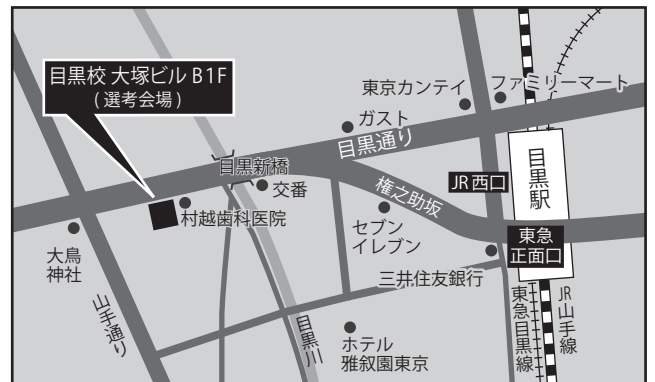 目黒校 大塚ビル B1F
(選考会場)
東京カンテイ
ファミリーマート
ガスト
目黒通り
目黒新橋
交番
権之助坂
JR西口
目黒駅
村越歯科医院
セブン
イレブン
東急
正面口
大鳥
神社
三井住友銀行
山手通り
目黒川
ホテル
雅叙園東京
東急目黒線
JR山手線